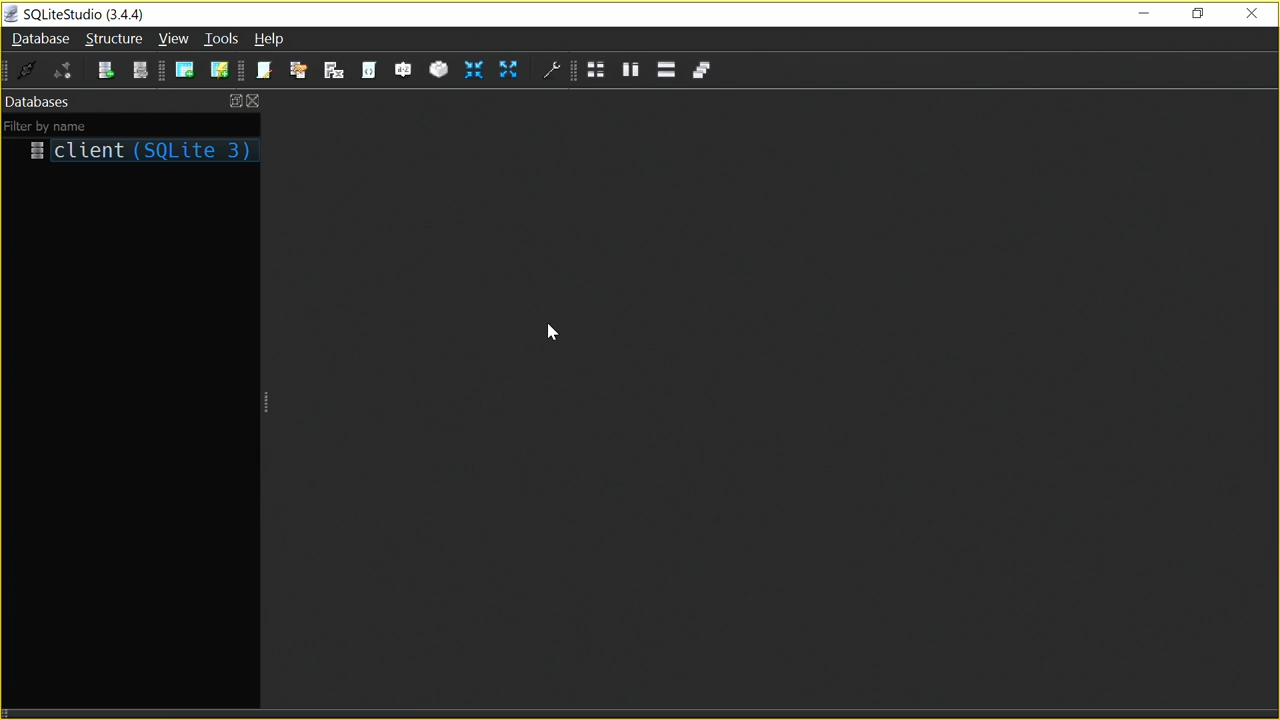 SQLiteStudio (3.4.4)
Database Structure View Tools Help
Databases
Filter by name
client (SQLite 3)